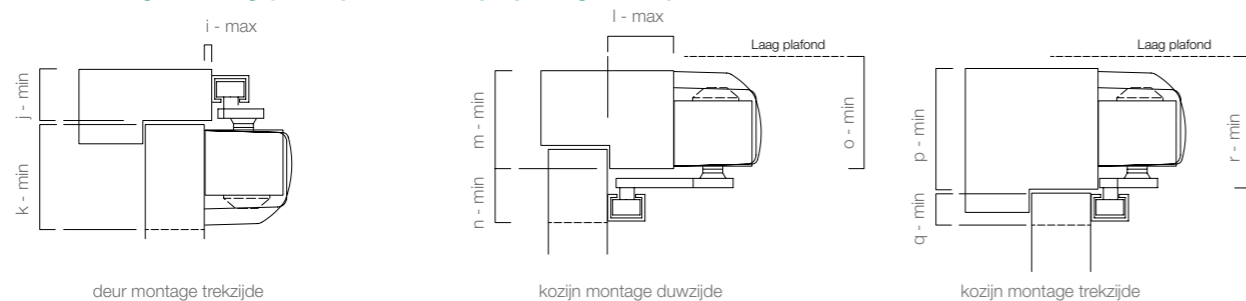 i - max
j - min
k - min
deur montage trekzijde
l - max
Laag plafond
m - min
n - min
o - min
kozijn montage duwzijde
Laag plafond
p - min
q - min
r - min
kozijn montage trekzijde